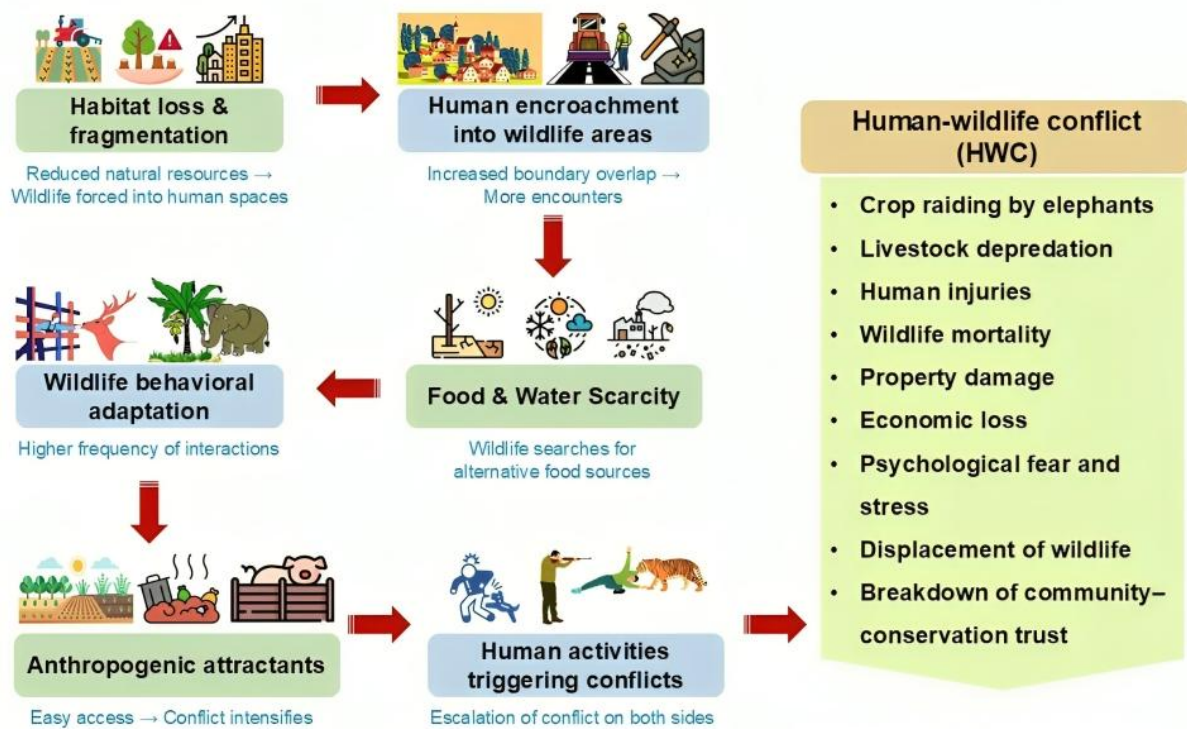 Habitat loss &
fragmentation
Reduced natural resources →
Wildlife forced into human spaces
Human encroachment
into wildlife areas
Increased boundary overlap →
More encounters
Food & Water Scarcity
Wildlife searches for
alternative food sources
Wildlife behavioral
adaptation
Higher frequency of interactions
Anthropogenic attractants
Easy access → Conflict intensifies
Human activities
triggering conflicts
Escalation of conflict on both sides
Human-wildlife conflict
(HWC)
• Crop raiding by elephants
• Livestock depredation
• Human injuries
• Wildlife mortality
• Property damage
• Economic loss
• Psychological fear and
stress
• Displacement of wildlife
• Breakdown of community–
conservation trust